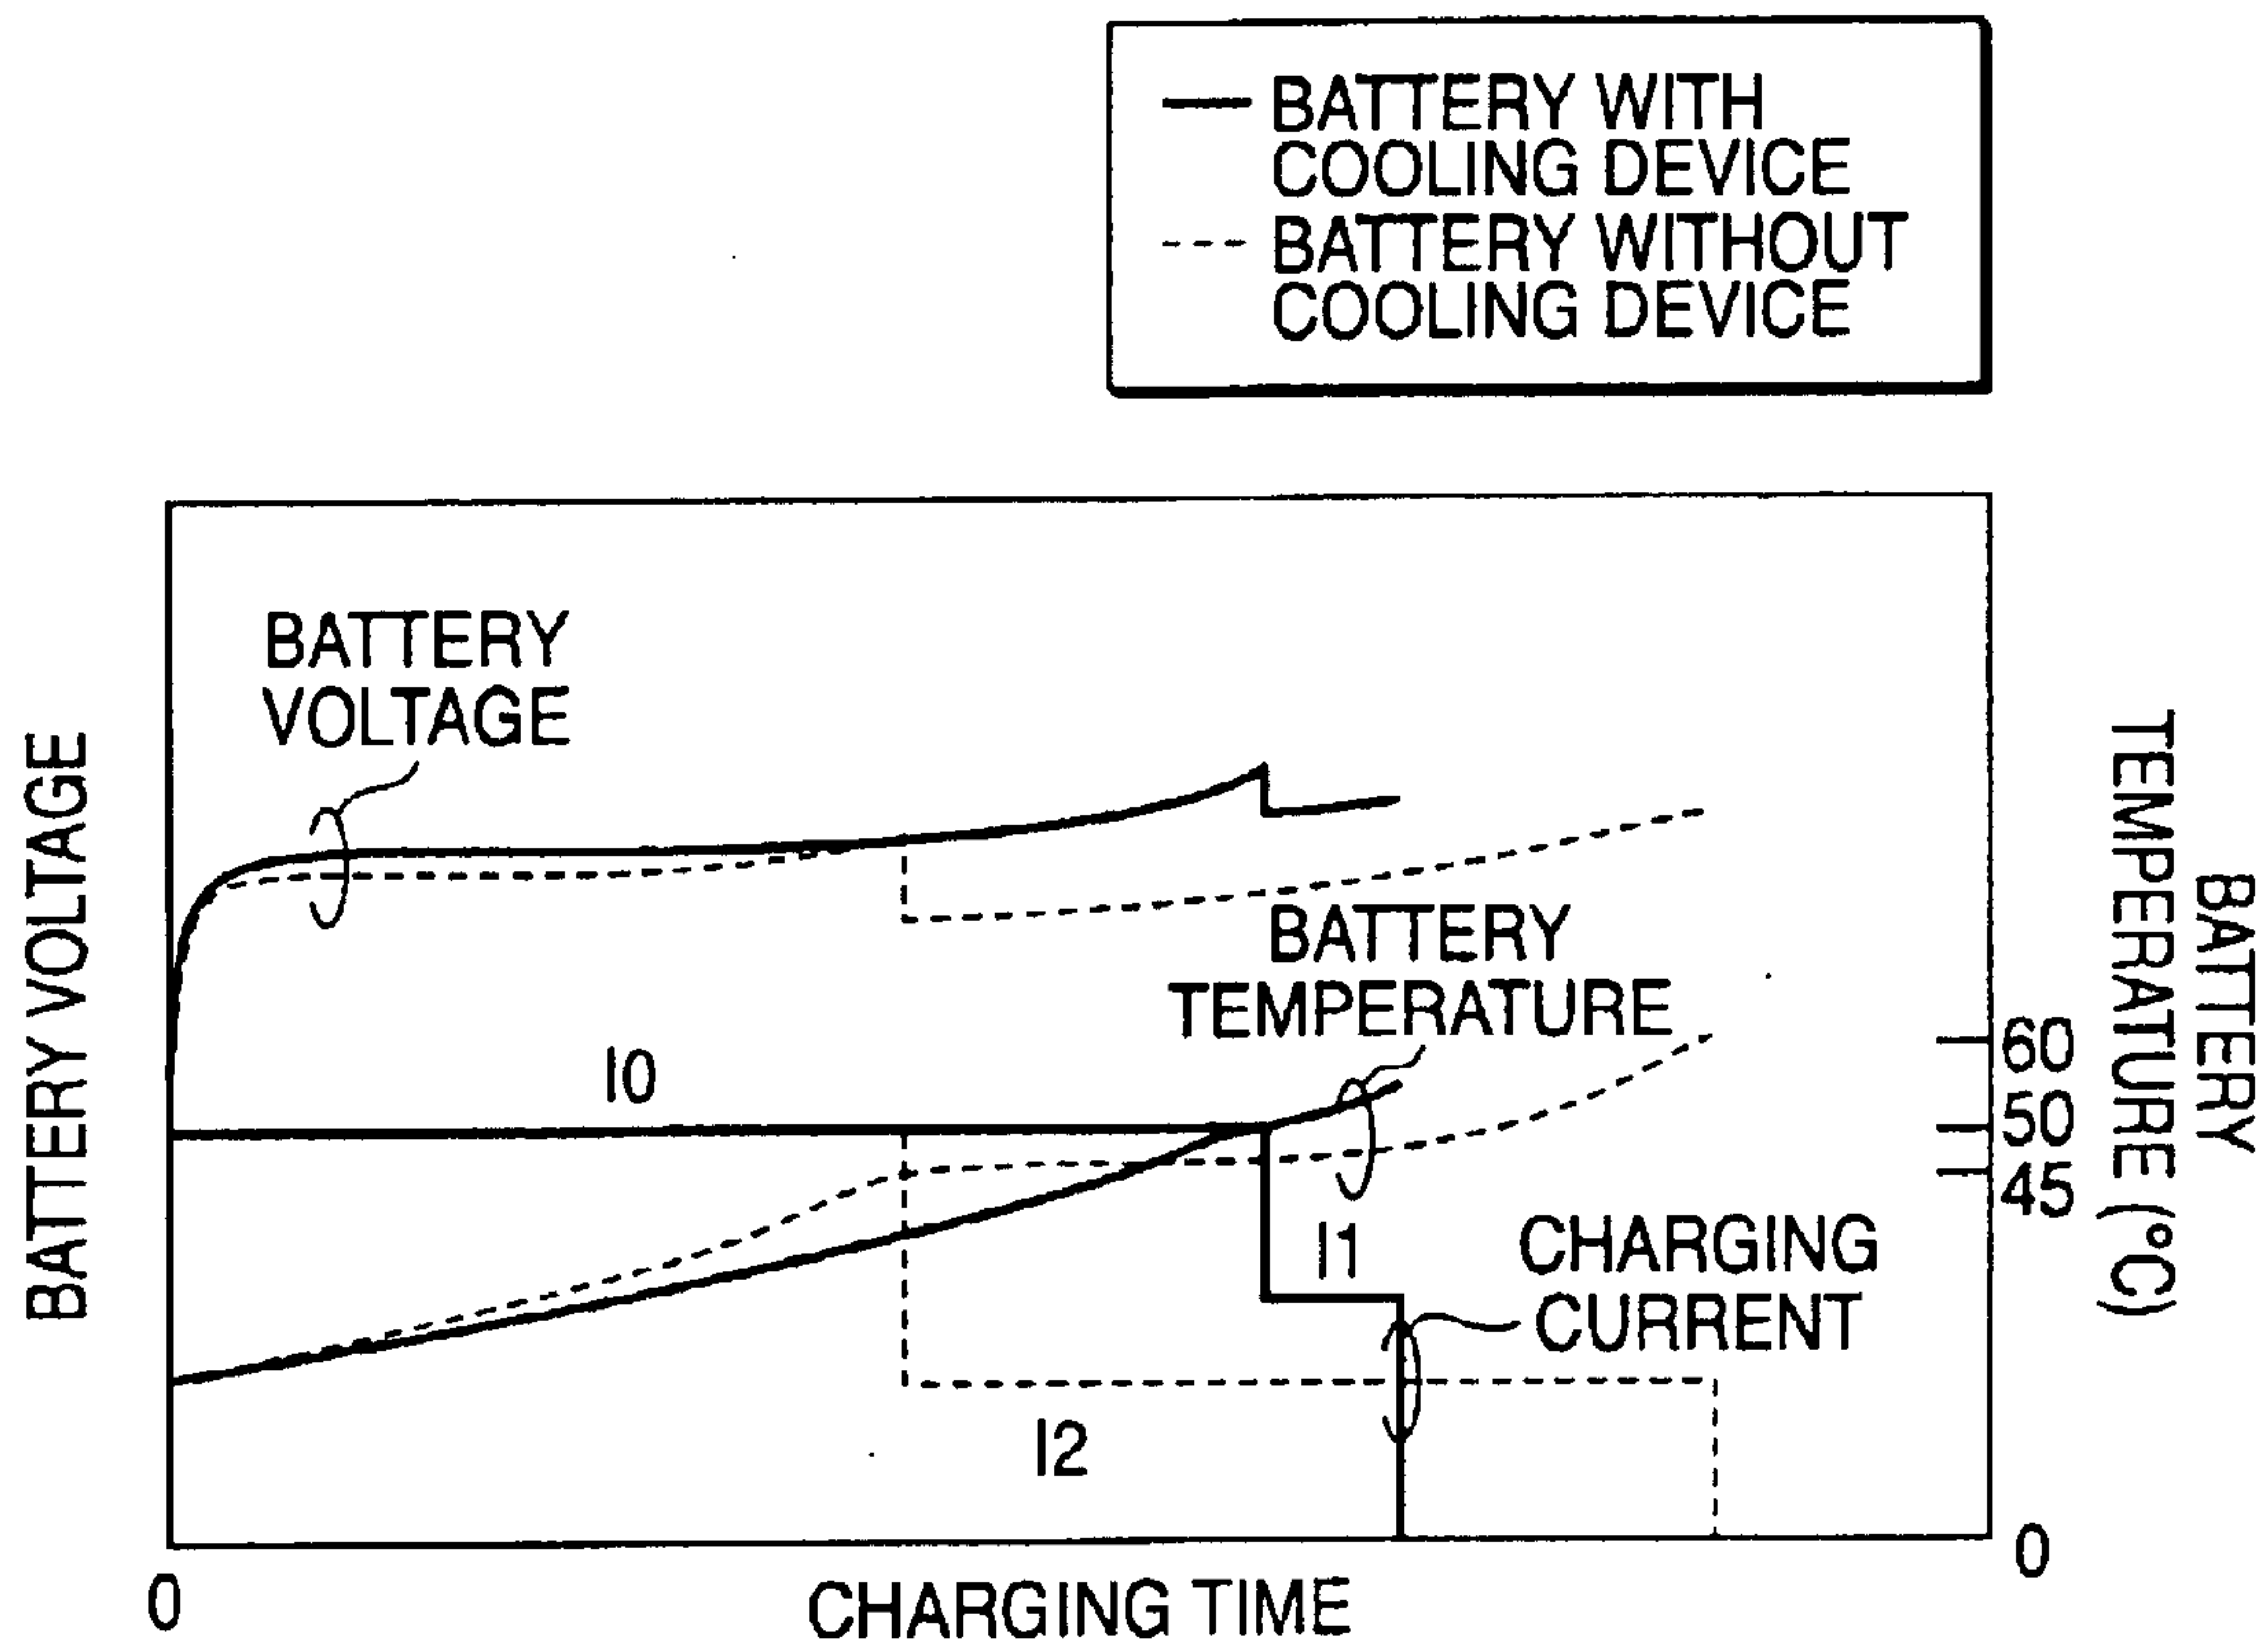 BATTERY WITH
COOLING DEVICE
BATTERY WITHOUT
COOLING DEVICE
BATTERY
VOLTAGE
BATTERY VOLTAGE
I0
BATTERY
TEMPERATURE
60
50
45
BATTERY
TEMPERATURE (°C)
I1
CHARGING
CURRENT
I2
0
0
CHARGING TIME